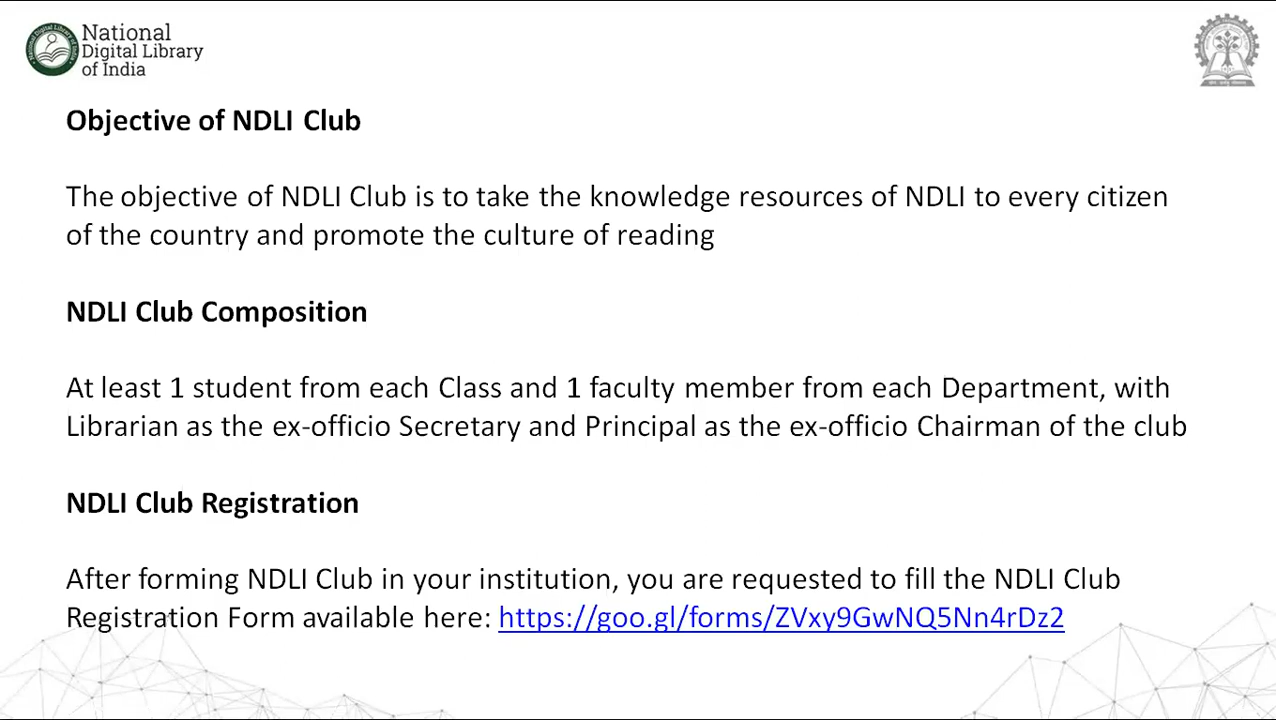 National
Digital Library
of India
Objective of NDLI Club
The objective of NDLI Club is to take the knowledge resources of NDLI to every citizen
of the country and promote the culture of reading
NDLI Club Composition
At least 1 student from each Class and 1 faculty member from each Department, with
Librarian as the ex-officio Secretary and Principal as the ex-officio Chairman of the club
NDLI Club Registration
After forming NDLI Club in your institution, you are requested to fill the NDLI Club
Registration Form available here: https://goo.gl/forms/ZVxy9GwNQ5Nn4rDz2